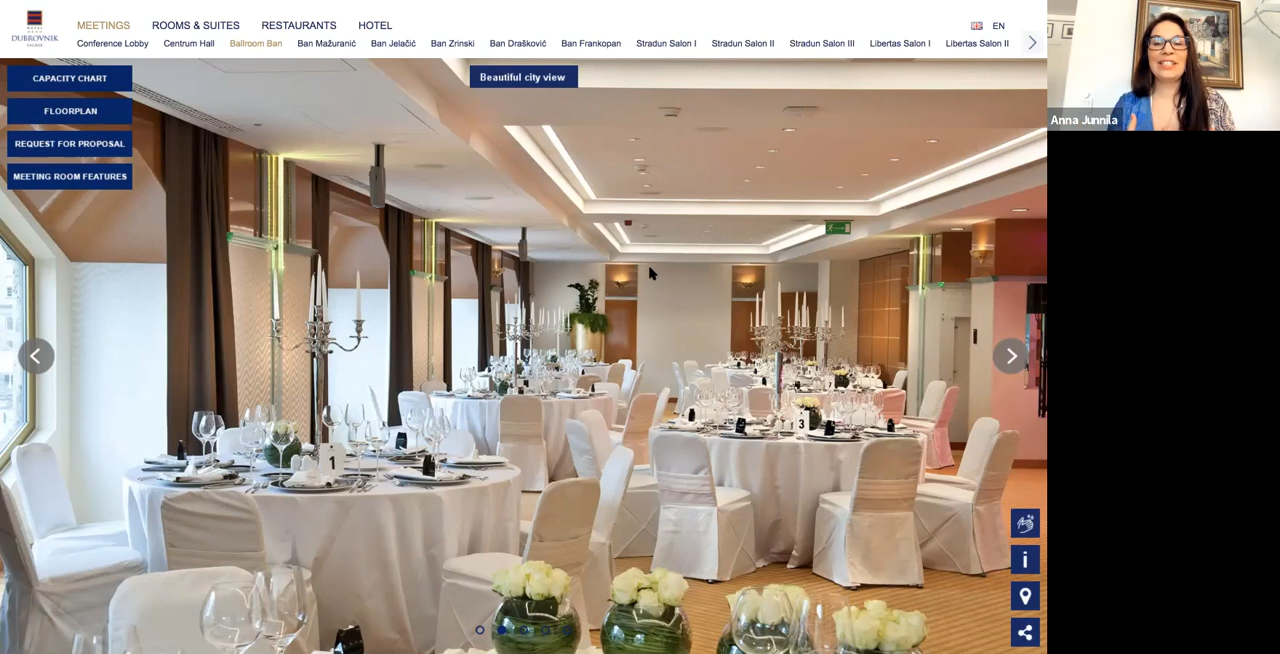 DUBROVNIK
MEETINGS ROOMS & SUITES RESTAURANTS HOTEL EN
Conference Lobby Centrum Hall Ballroom Ban Ban Mažuranić Ban Jelačić Ban Zrinski Ban Drašković Ban Frankopan Stradun Salon I Stradun Salon II Stradun Salon III Libertas Salon I Libertas Salon II
CAPACITY CHART
Beautiful city view
FLOORPLAN
REQUEST FOR PROPOSAL
MEETING ROOM FEATURES
Anna Junnila
3
1
i